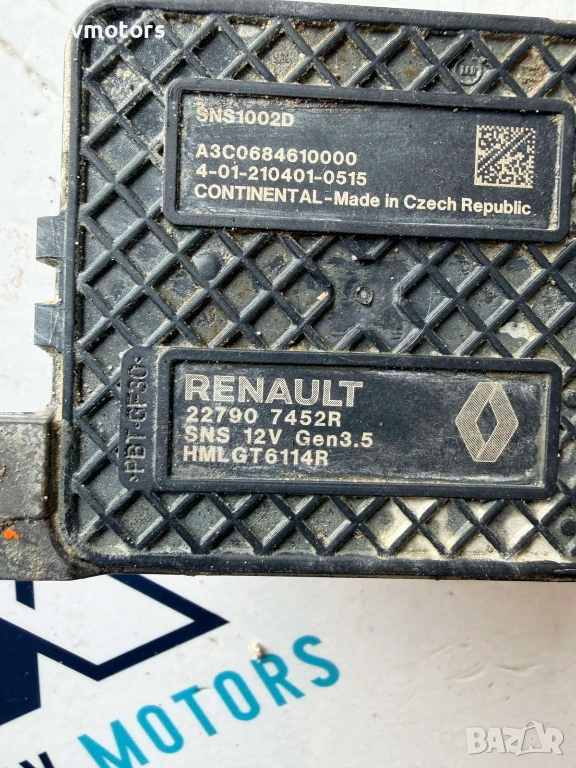 SNS1002D
A3C0684610000
4-01-210401-0515
CONTINENTAL-Made in Czech Republic
RENAULT
22790 7452R
SNS 12V Gen3.5
HMLGT6114R
>PBT-GF30<
MOTORS
BAZAR